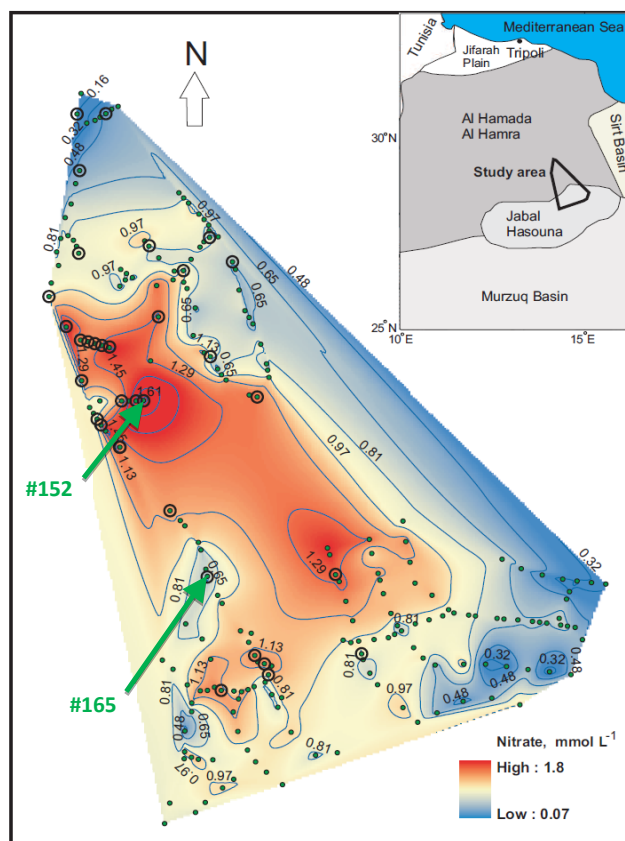 N
0.16
0.32
0.48
0.81
0.97
0.97
0.97
0.65
0.48
0.65
0.65
1.13
0.65
1.29
1.45
1.29
1.61
1.13
#152
0.97
0.81
1.29
0.65
0.81
0.32
#165
0.81
1.13
0.81
1.13
0.81
0.81
0.97
0.32
0.32
0.48
0.48
0.48
0.48
0.65
0.81
0.97
0.97
0.81
Tunisia
Mediterranean Sea
Jifarah
Plain
Tripoli
30°N
Al Hamada
Al Hamra
Sirt Basin
Study area
Jabal
Hasouna
Murzuq Basin
25°N
10°E
15°E
Nitrate, mmol L-1
High : 1.8
Low : 0.07